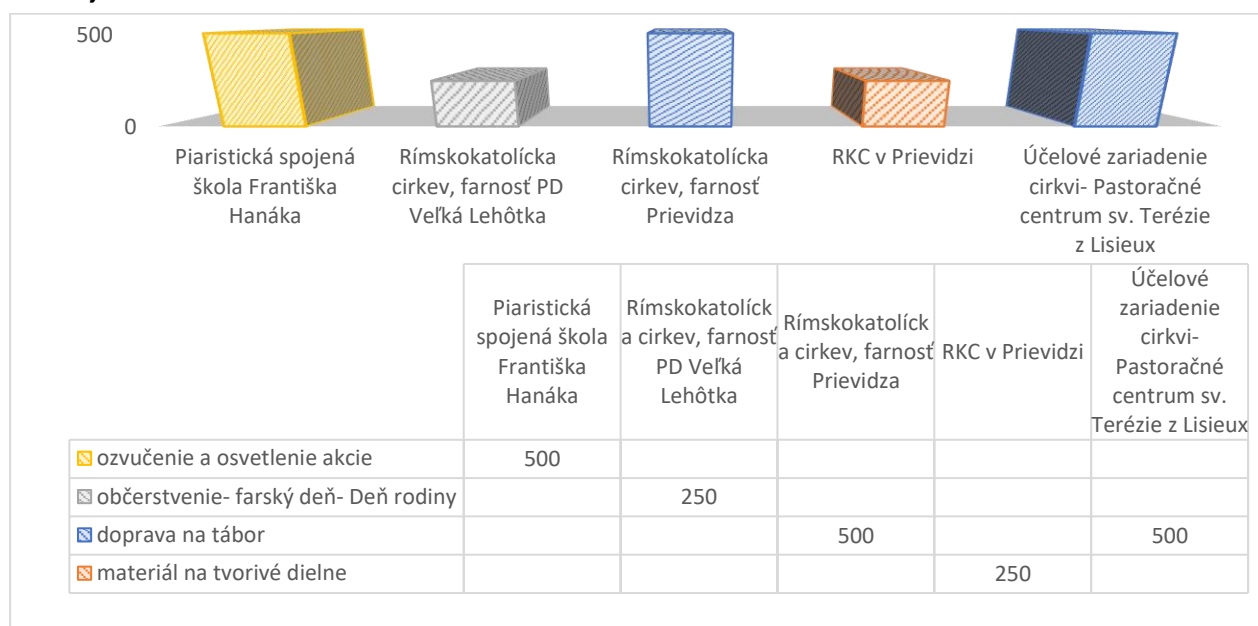 500
0
Piaristická spojená
škola Františka
Hanáka
Rímskokatolícka
cirkev, farnosť PD
Veľká Lehôtka
Rímskokatolícka
cirkev, farnosť
Prievidza
RKC v Prievidzi
Účelové zariadenie
cirkvi- Pastoračné
centrum sv. Terézie
z Lisieux
Piaristická
spojená škola
Františka
Hanáka
Rímskokatolíck
a cirkev, farnosť
PD Veľká
Lehôtka
Rímskokatolíck
a cirkev, farnosť
Prievidza
RKC v Prievidzi
Účelové
zariadenie
cirkvi-
Pastoračné
centrum sv.
Terézie z Lisieux
ozvučenie a osvetlenie akcie 500
občerstvenie- farský deň- Deň rodiny 250
doprava na tábor 500 500
materiál na tvorivé dielne 250